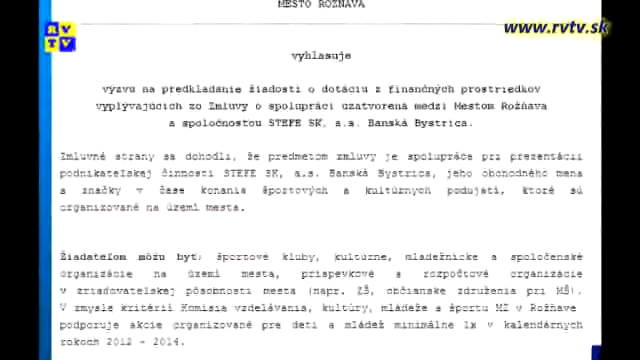 MESTO ROŽŇAVA
RV
TV
www.rvtv.sk
vyhlasuje
výzvu na predkladanie žiadosti o dotáciu z finančných prostriedkov
vyplývajúcich zo Zmluvy o spolupráci uzatvorená medzi Mestom Rožňava
a spoločnosťou STEFE SK, a.s. Banská Bystrica.
Zmluvné strany sa dohodli, že predmetom zmluvy je spolupráce pri prezentácii
podnikateľskej činnosti STEFE SK, a.s. Banská Bystrica, jeho obchodného mena
a značky v čase konania športových a kultúrnych podujatí, ktoré sú
organizované na území mesta.
Žiadateľom môžu byť: športové kluby, kultúrne, mládežnícke a spoločenské
organizácie na území mesta, príspevkové a rozpočtové organizácie
v zriaďovateľskej pôsobnosti mesta (napr. ZŠ, občianske združenia pri MŠ).
V zmysle kritérií Komisia vzdelávania, kultúry, mládeže a športu MZ v Rožňave
podporuje akcie organizované pre deti a mládež minimálne 1x v kalendárnych
rokoch 2012 - 2014.